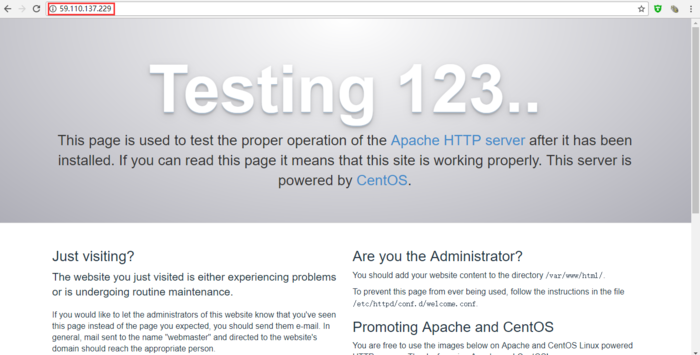 59.110.137.229
Testing 123..
This page is used to test the proper operation of the Apache HTTP server after it has been
installed. If you can read this page it means that this site is working properly. This server is
powered by CentOS.
Just visiting?
The website you just visited is either experiencing problems
or is undergoing routine maintenance.
If you would like to let the administrators of this website know that you've seen
this page instead of the page you expected, you should send them e-mail. In
general, mail sent to the name "webmaster" and directed to the website's
domain should reach the appropriate person.
Are you the Administrator?
You should add your website content to the directory /var/www/html/.
To prevent this page from ever being used, follow the instructions in the file
/etc/httpd/conf.d/welcome.conf.
Promoting Apache and CentOS
You are free to use the images below on Apache and CentOS Linux powered